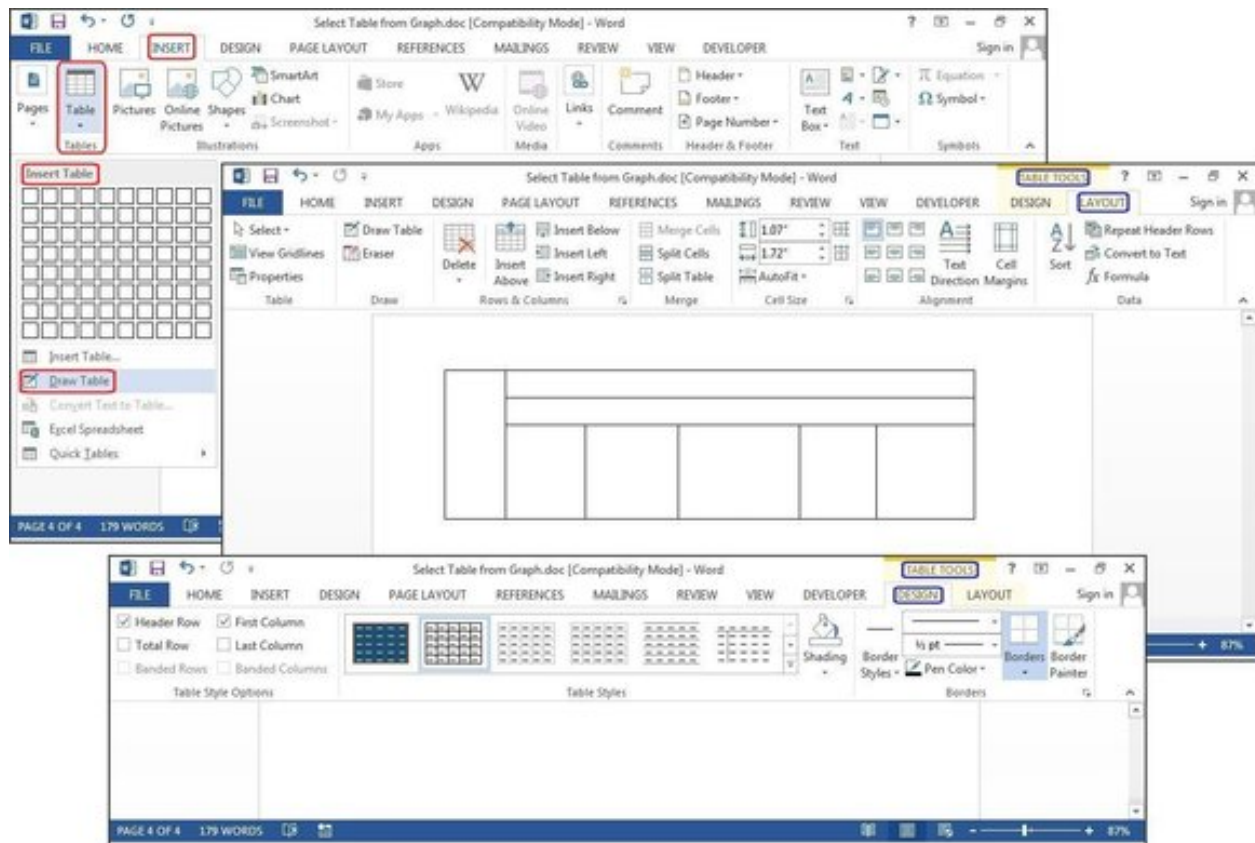 Select Table from Graph.doc [Compatibility Mode] - Word
FILE HOME INSERT DESIGN PAGE LAYOUT REFERENCES MAILINGS REVIEW VIEW DEVELOPER Sign in
Pages Table Pictures Online Pictures Shapes SmartArt Chart Screenshot Store My Apps Wikipedia Online Video Links Comment Header Footer Page Number Text Box Equation Symbol
Tables Illustrations Apps Media Comments Header & Footer Text Symbols
Insert Table
Insert Table...
Draw Table
Convert Text to Table...
Excel Spreadsheet
Quick Tables
PAGE 4 OF 4 179 WORDS
Select Table from Graph.doc [Compatibility Mode] - Word TABLE TOOLS
FILE HOME INSERT DESIGN PAGE LAYOUT REFERENCES MAILINGS REVIEW VIEW DEVELOPER DESIGN LAYOUT Sign in
Select Draw Table Insert Below Merge Cells 1.07" Repeat Header Rows
View Gridlines Eraser Delete Insert Above Insert Left Split Cells 1.72" Text Direction Cell Margins Sort Convert to Text
Properties Insert Right Split Table AutoFit Formula
Table Draw Rows & Columns Merge Cell Size Alignment Data
87%
Select Table from Graph.doc [Compatibility Mode] - Word TABLE TOOLS
FILE HOME INSERT DESIGN PAGE LAYOUT REFERENCES MAILINGS REVIEW VIEW DEVELOPER DESIGN LAYOUT Sign in
Header Row First Column
Total Row Last Column Shading Border Styles ½ pt Borders Border Painter
Banded Rows Banded Columns Pen Color
Table Style Options Table Styles Borders
PAGE 4 OF 4 179 WORDS 87%